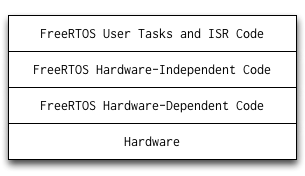 FreeRTOS User Tasks and ISR Code
FreeRTOS Hardware-Independent Code
FreeRTOS Hardware-Dependent Code
Hardware